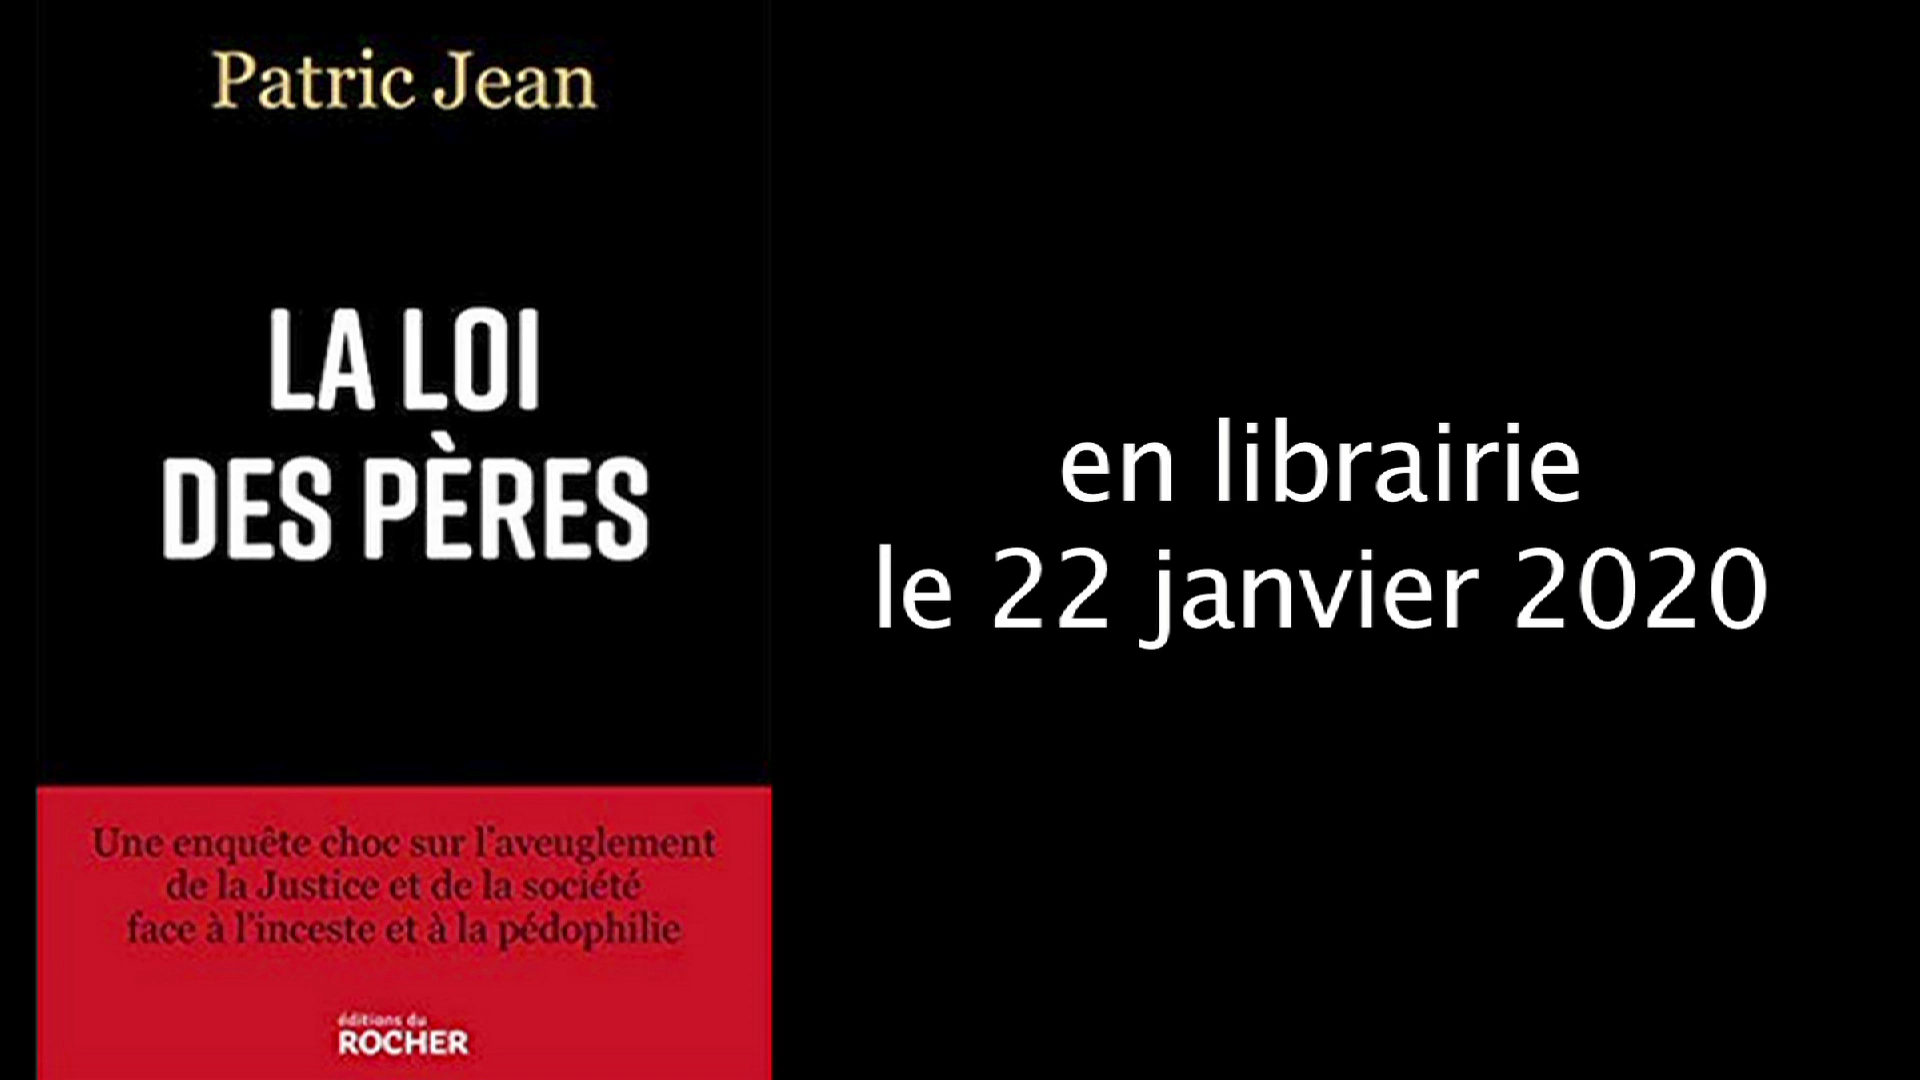 Patric Jean
LA LOI
DES PÈRES
Une enquête choc sur l'aveuglement
de la Justice et de la société
face à l'inceste et à la pédophilie
éditions du
ROCHER
en librairie
le 22 janvier 2020